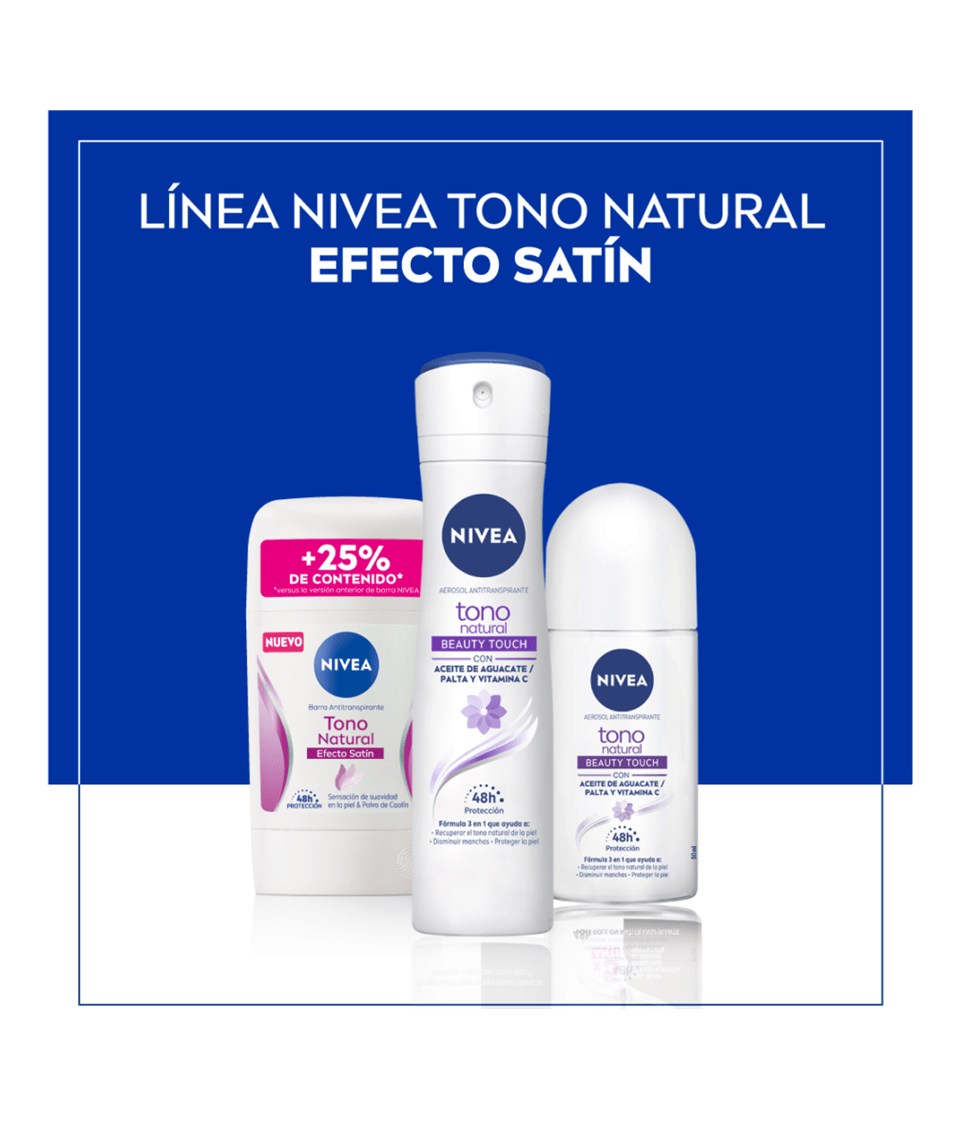 LÍNEA NIVEA TONO NATURAL
EFECTO SATÍN
+25%
DE CONTENIDO*
*versus la versión anterior de barra NIVEA
NUEVO
NIVEA
Barra Antitranspirante
Tono
Natural
Efecto Satín
48h
PROTECCIÓN
Sensación de suavidad
en la piel & Polvo de Caolín
NIVEA
AEROSOL ANTITRANSPIRANTE
tono
natural
BEAUTY TOUCH
CON
ACEITE DE AGUACATE /
PALTA Y VITAMINA C
48h
Protección
Fórmula 3 en 1 que ayuda a:
• Recuperar el tono natural de la piel
• Disminuir manchas • Proteger la piel
NIVEA
AEROSOL ANTITRANSPIRANTE
tono
natural
BEAUTY TOUCH
CON
ACEITE DE AGUACATE /
PALTA Y VITAMINA C
48h
Protección
Fórmula 3 en 1 que ayuda a:
• Recuperar el tono natural de la piel
• Disminuir manchas • Proteger la piel
50 ml